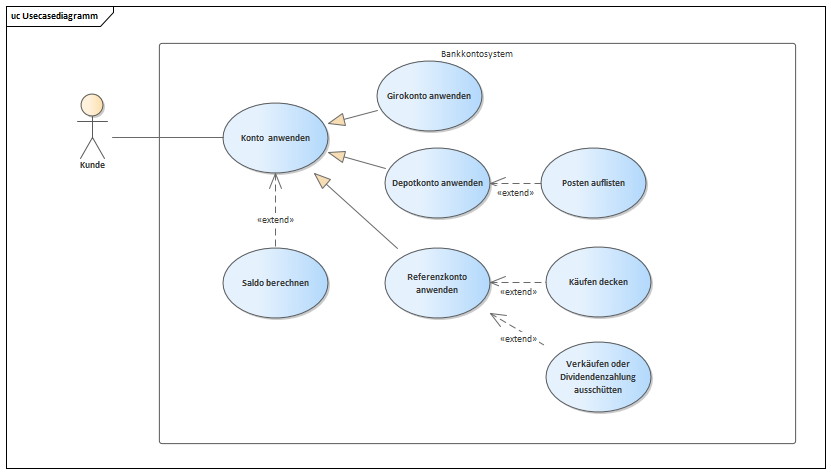 uc Usecasediagramm
Bankkontosystem
Girokonto anwenden
Konto anwenden
Kunde
Depotkonto anwenden
«extend»
Posten auflisten
«extend»
Saldo berechnen
Referenzkonto
anwenden
«extend»
Käufen decken
«extend»
Verkäufen oder
Dividendenzahlung
ausschütten